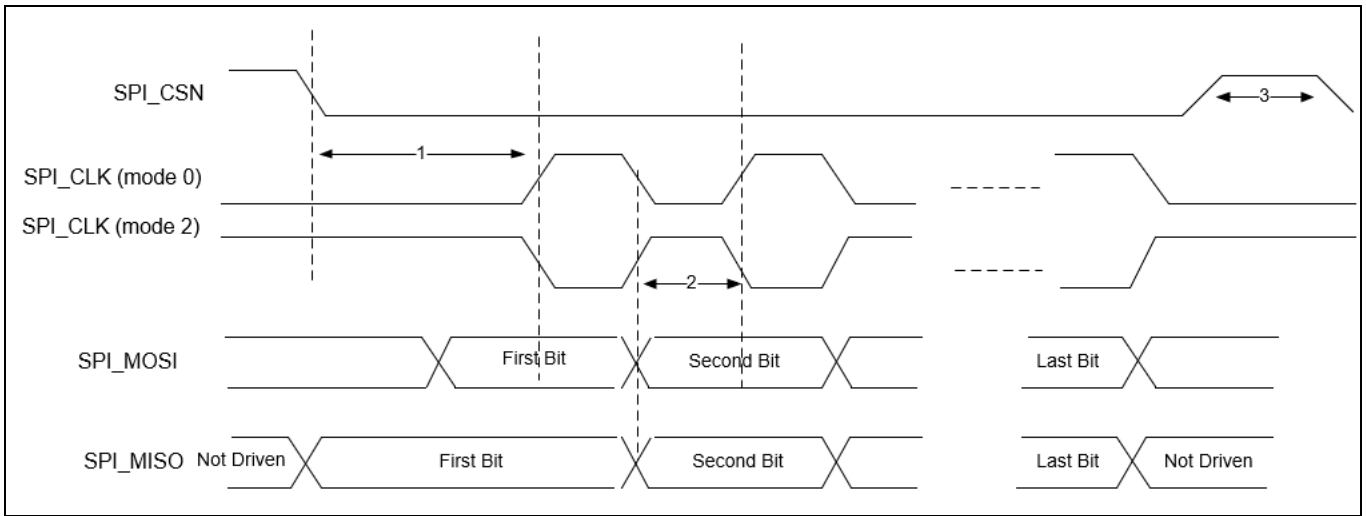 SPI_CSN
3
1
SPI_CLK (mode 0)
SPI_CLK (mode 2)
2
SPI_MOSI First Bit Second Bit Last Bit
SPI_MISO Not Driven First Bit Second Bit Last Bit Not Driven